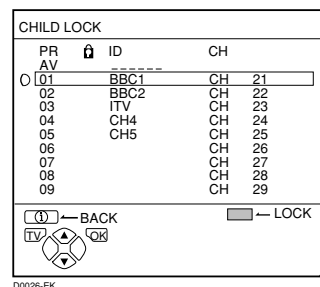 CHILD LOCK
PR ID CH
AV ------
01 BBC1 CH 21
02 BBC2 CH 22
03 ITV CH 23
04 CH4 CH 24
05 CH5 CH 25
06 CH 26
07 CH 27
08 CH 28
09 CH 29
i BACK LOCK
TV OK
D0026-EK